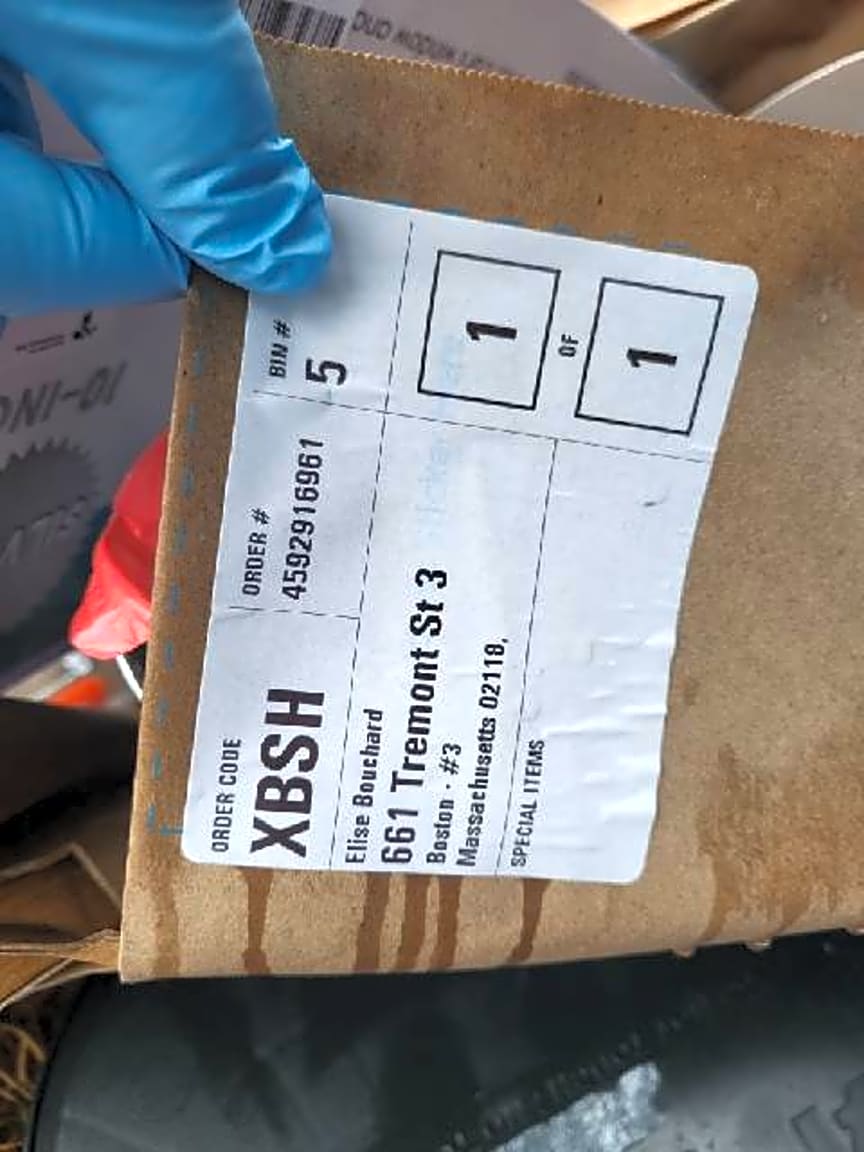 ORDER CODE
XBSH
ORDER #
4592916961
BIN #
5
Elise Bouchard
661 Tremont St 3
Boston - #3
Massachusetts 02118,
1
OF
1
SPECIAL ITEMS